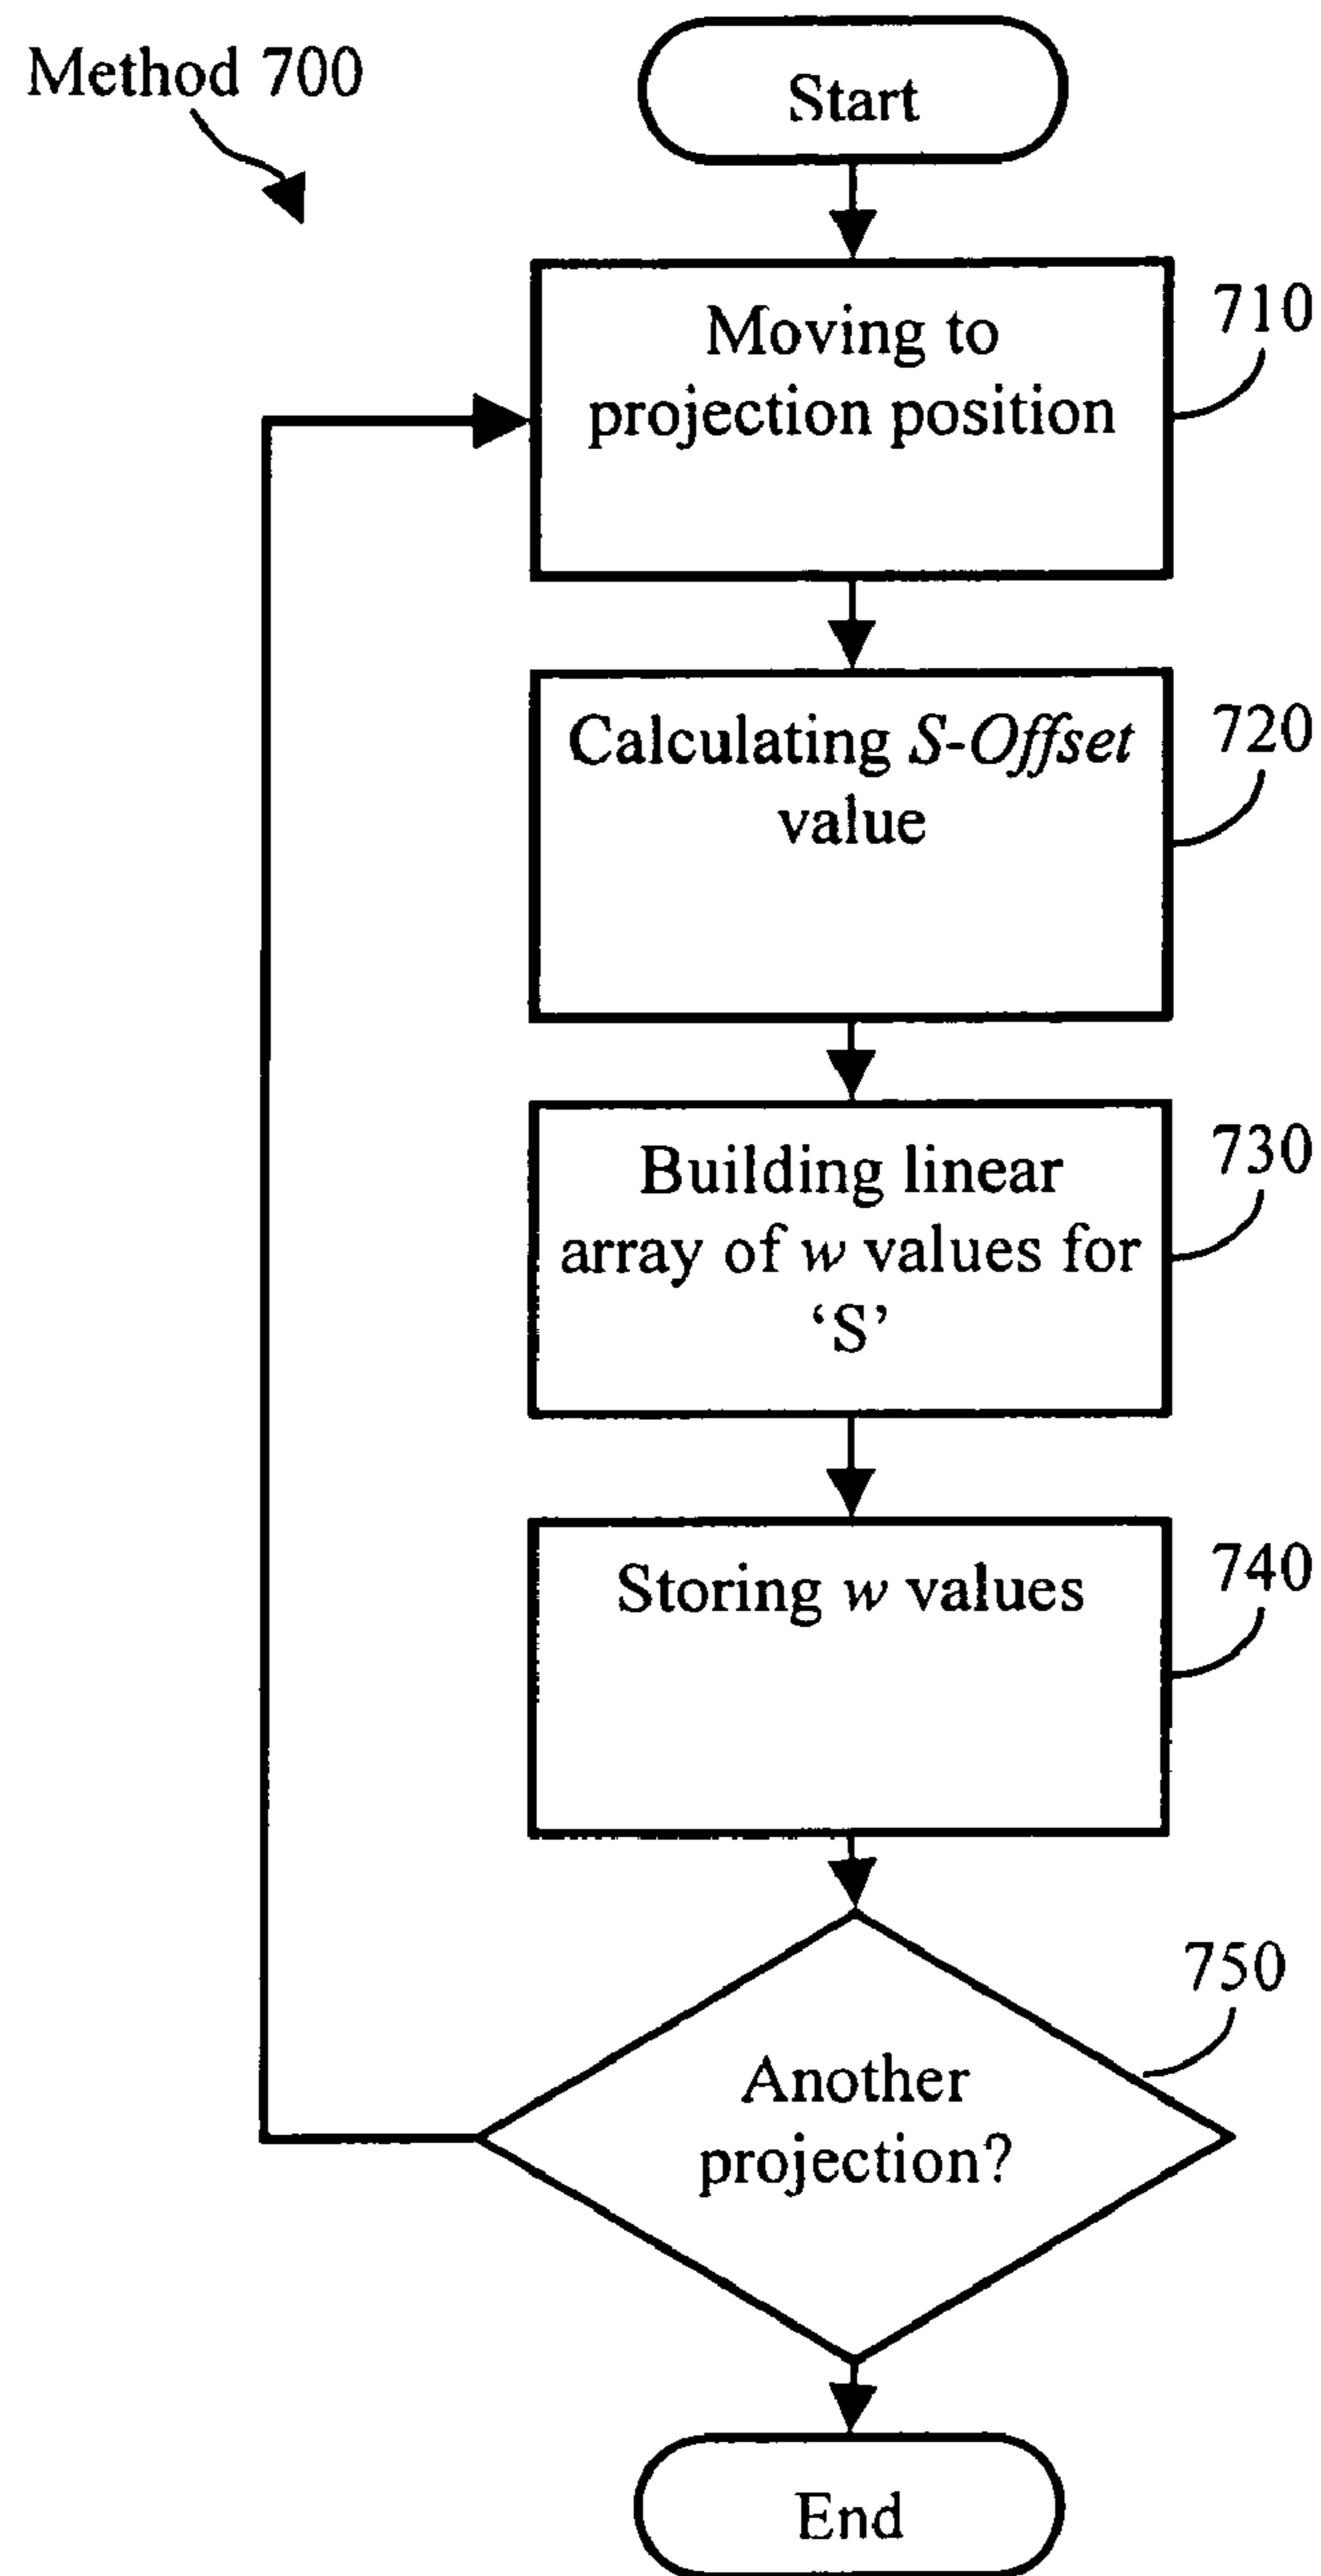 Method 700
Start
Moving to
projection position
710
Calculating S-Offset
value
720
Building linear
array of w values for
‘S’
730
Storing w values
740
Another
projection?
750
End